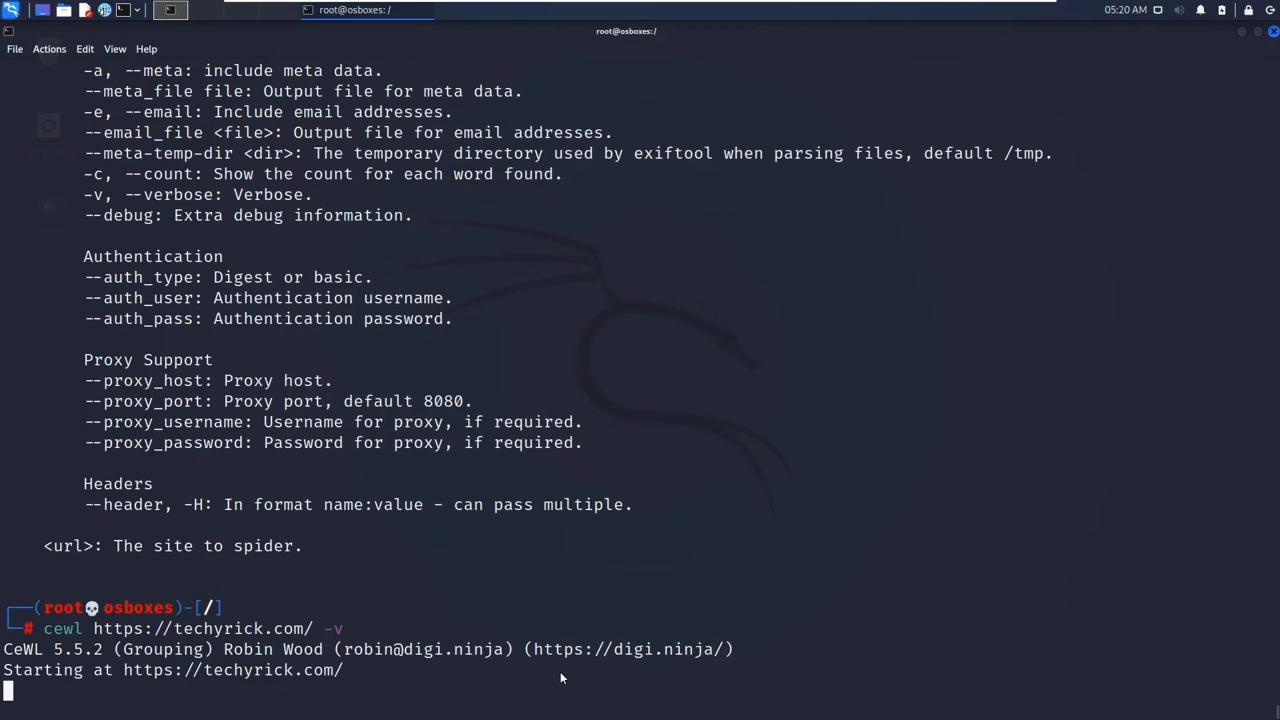 root@osboxes: /
05:20 AM
root@osboxes:/
File Actions Edit View Help
-a, --meta: include meta data.
--meta_file file: Output file for meta data.
-e, --email: Include email addresses.
--email_file <file>: Output file for email addresses.
--meta-temp-dir <dir>: The temporary directory used by exiftool when parsing files, default /tmp.
-c, --count: Show the count for each word found.
-v, --verbose: Verbose.
--debug: Extra debug information.
Authentication
--auth_type: Digest or basic.
--auth_user: Authentication username.
--auth_pass: Authentication password.
Proxy Support
--proxy_host: Proxy host.
--proxy_port: Proxy port, default 8080.
--proxy_username: Username for proxy, if required.
--proxy_password: Password for proxy, if required.
Headers
--header, -H: In format name:value - can pass multiple.
<url>: The site to spider.
┌──(root💀osboxes)-[/]
└─# cewl https://techyrick.com/ -v
CeWL 5.5.2 (Grouping) Robin Wood (robin@digi.ninja) (https://digi.ninja/)
Starting at https://techyrick.com/